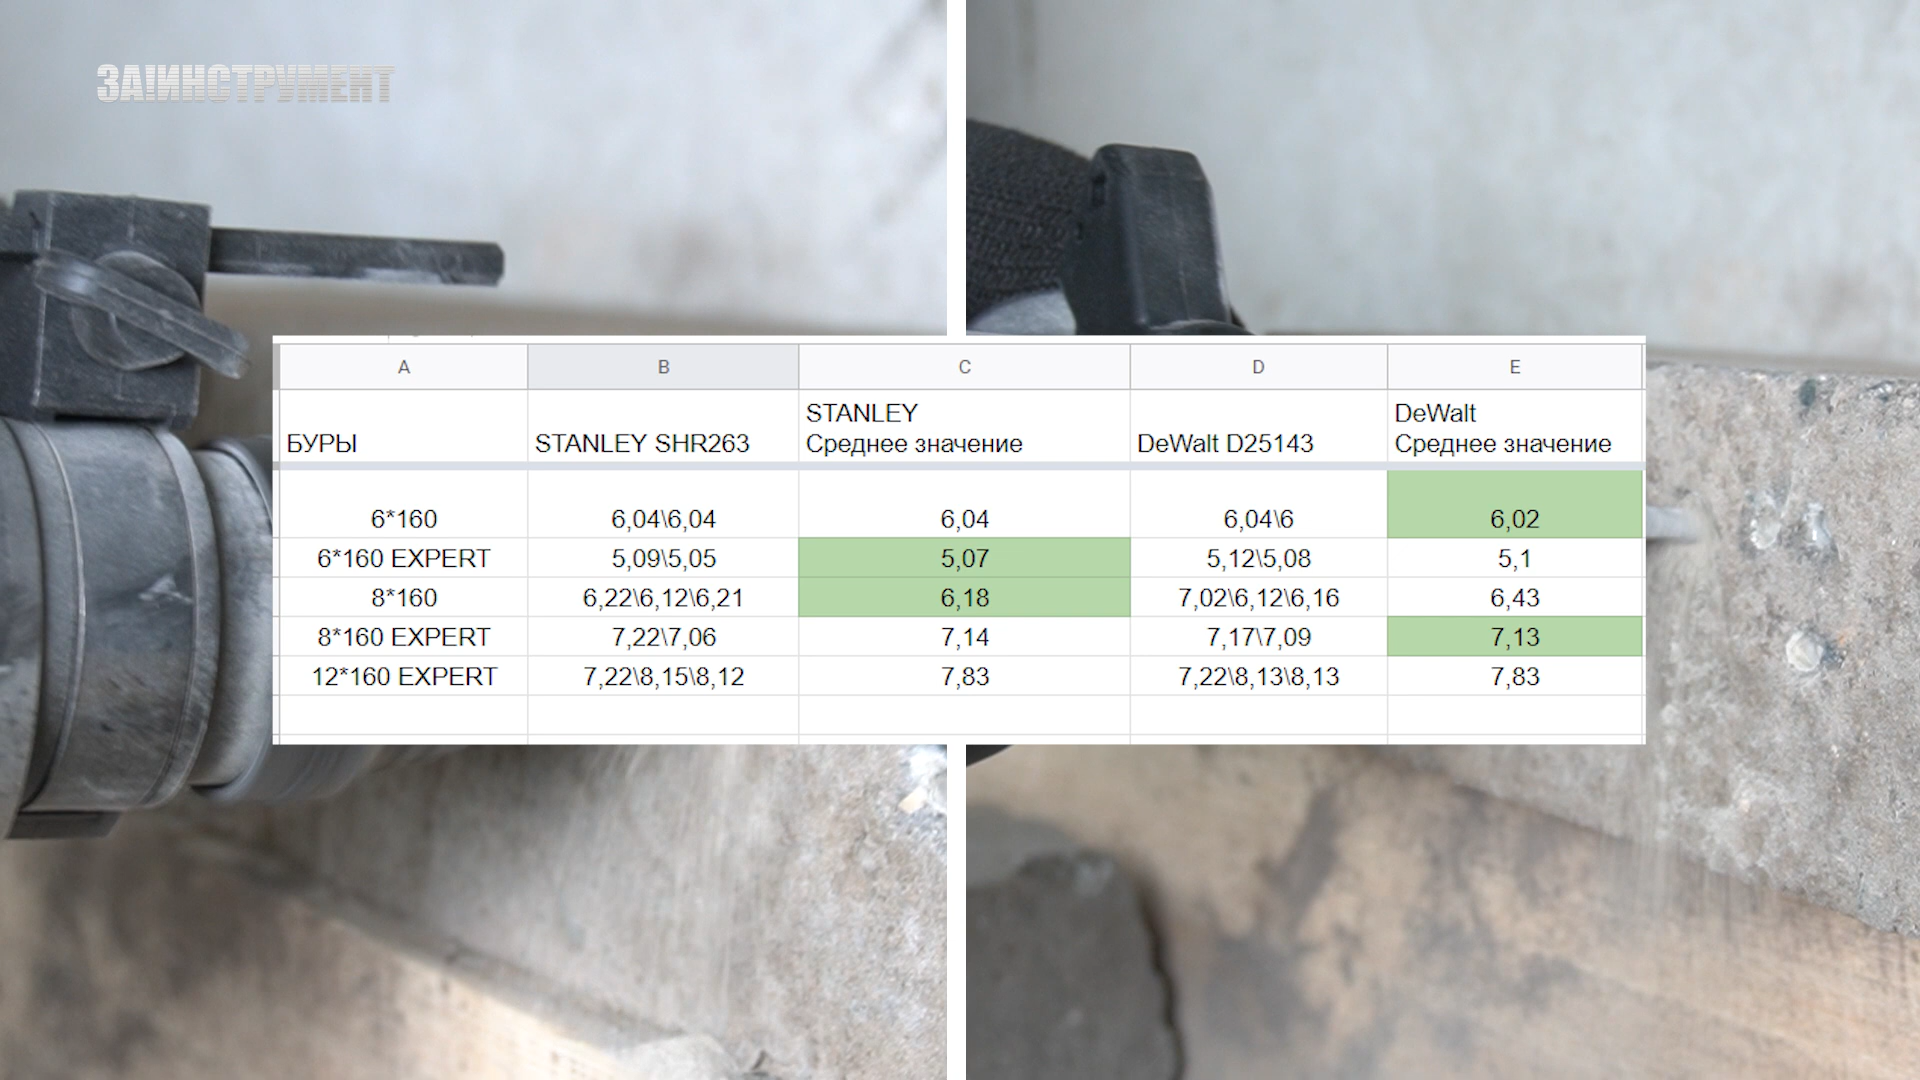 ЗА!ИНСТРУМЕНТ
A B C D E
БУРЫ STANLEY SHR263 STANLEY Среднее значение DeWalt D25143 DeWalt Среднее значение
6*160 6,04\6,04 6,04 6,04\6 6,02
6*160 EXPERT 5,09\5,05 5,07 5,12\5,08 5,1
8*160 6,22\6,12\6,21 6,18 7,02\6,12\6,16 6,43
8*160 EXPERT 7,22\7,06 7,14 7,17\7,09 7,13
12*160 EXPERT 7,22\8,15\8,12 7,83 7,22\8,13\8,13 7,83